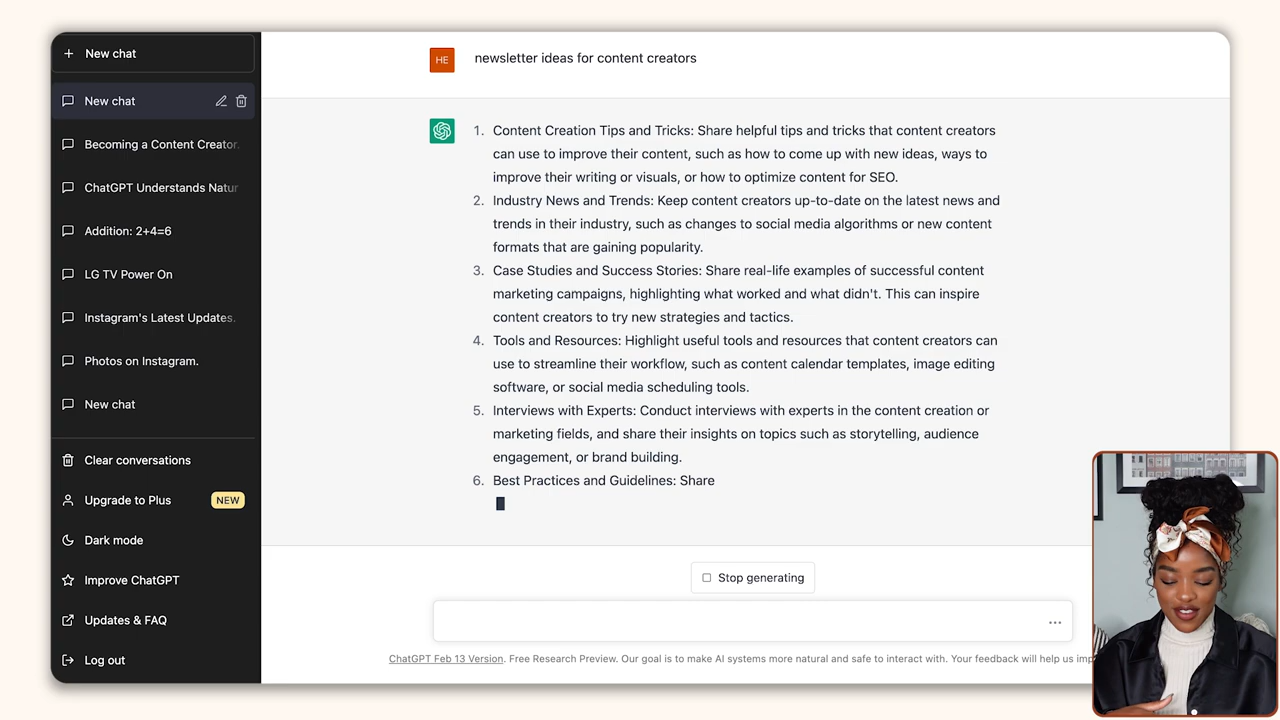 New chat
New chat
Becoming a Content Creator.
ChatGPT Understands Natur
Addition: 2+4=6
LG TV Power On
Instagram's Latest Updates.
Photos on Instagram.
New chat
Clear conversations
Upgrade to Plus
NEW
Dark mode
Improve ChatGPT
Updates & FAQ
Log out
HE
newsletter ideas for content creators
1. Content Creation Tips and Tricks: Share helpful tips and tricks that content creators
can use to improve their content, such as how to come up with new ideas, ways to
improve their writing or visuals, or how to optimize content for SEO.
2. Industry News and Trends: Keep content creators up-to-date on the latest news and
trends in their industry, such as changes to social media algorithms or new content
formats that are gaining popularity.
3. Case Studies and Success Stories: Share real-life examples of successful content
marketing campaigns, highlighting what worked and what didn't. This can inspire
content creators to try new strategies and tactics.
4. Tools and Resources: Highlight useful tools and resources that content creators can
use to streamline their workflow, such as content calendar templates, image editing
software, or social media scheduling tools.
5. Interviews with Experts: Conduct interviews with experts in the content creation or
marketing fields, and share their insights on topics such as storytelling, audience
engagement, or brand building.
6. Best Practices and Guidelines: Share
Stop generating
ChatGPT Feb 13 Version. Free Research Preview. Our goal is to make AI systems more natural and safe to interact with. Your feedback will help us imp